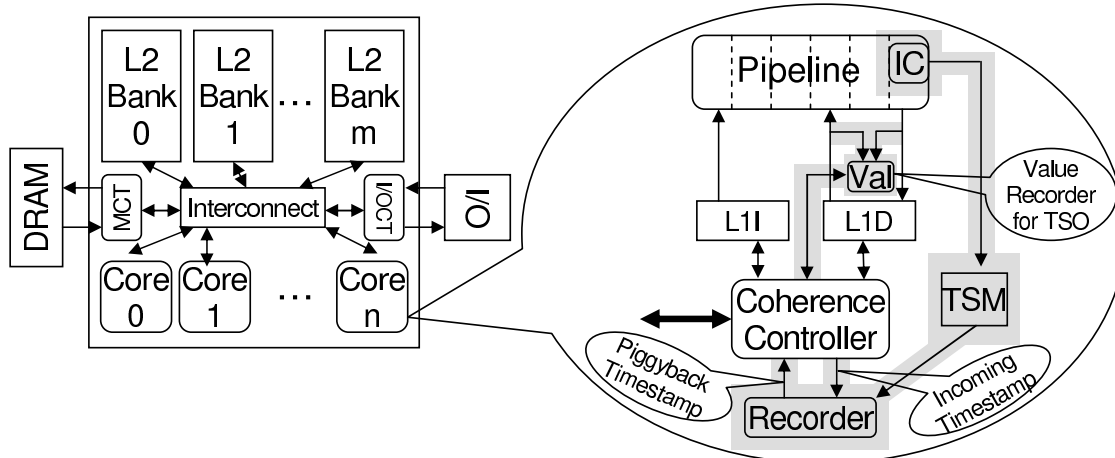 L2 Bank 0
L2 Bank 1
...
L2 Bank m
DRAM
MCT
Interconnect
I/OCT
I/O
Core 0
Core 1
...
Core n
Pipeline
IC
Val
Value
Recorder
for TSO
L1I
L1D
Coherence
Controller
TSM
Piggyback
Timestamp
Incoming
Timestamp
Recorder